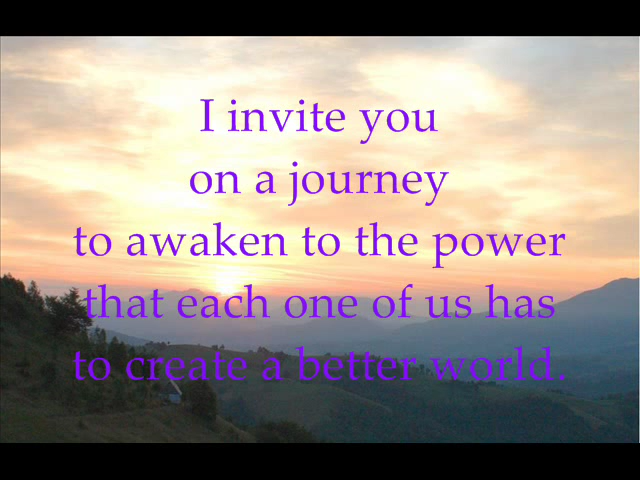 I invite you
on a journey
to awaken to the power
that each one of us has
to create a better world.